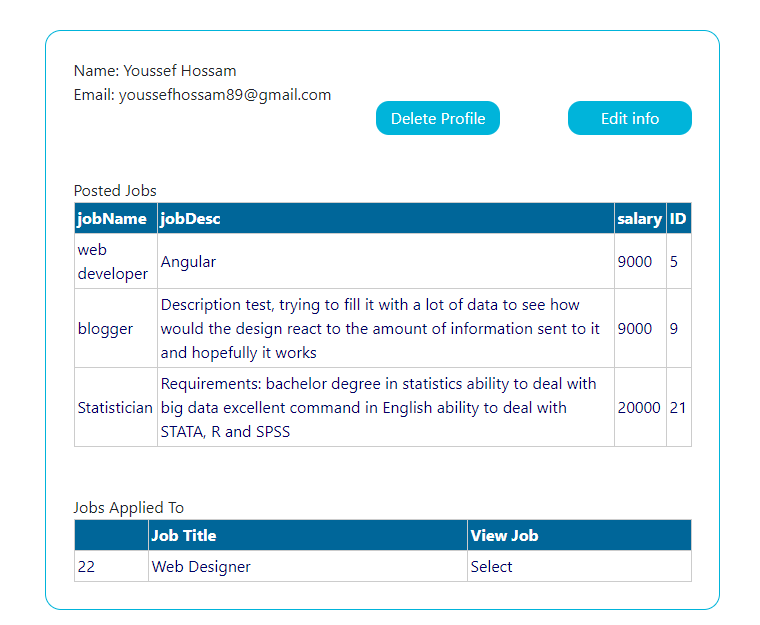 Name: Youssef Hossam
Email: youssefhossam89@gmail.com
Delete Profile Edit info
Posted Jobs
jobName jobDesc salary ID
web
developer Angular 9000 5
Description test, trying to fill it with a lot of data to see how
blogger would the design react to the amount of information sent to it 9000 9
and hopefully it works
Requirements: bachelor degree in statistics ability to deal with
Statistician big data excellent command in English ability to deal with 20000 21
STATA, R and SPSS
Jobs Applied To
Job Title View Job
22 Web Designer Select